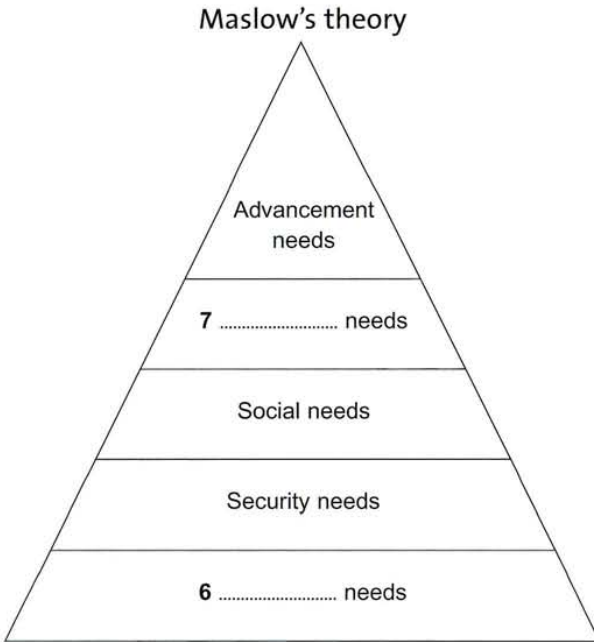 Maslow's theory
Advancement
needs
7 ........................... needs
Social needs
Security needs
6 ........................... needs